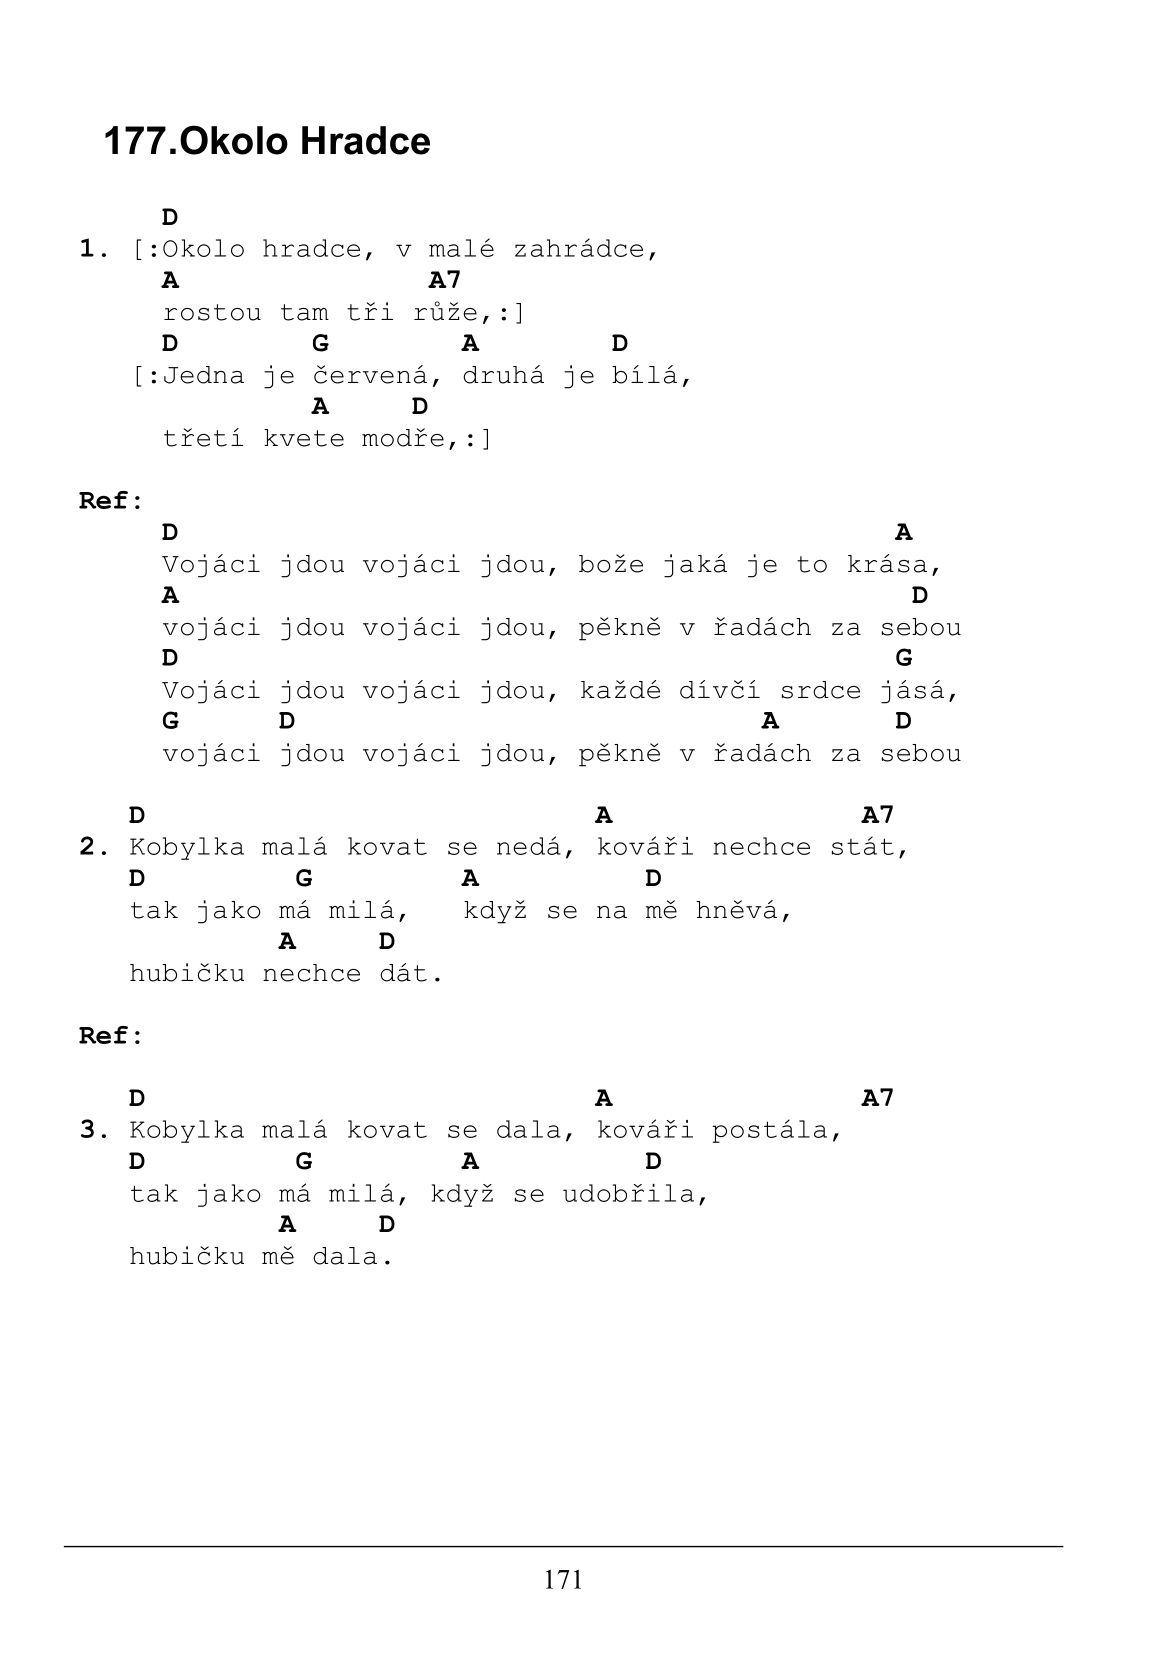 177.Okolo Hradce
     D
1. [:Okolo hradce, v malé zahrádce,
     A               A7
     rostou tam tři růže,:]
     D        G        A        D
   [:Jedna je červená, druhá je bílá,
              A     D
     třetí kvete modře,:]
Ref:
     D                                           A
     Vojáci jdou vojáci jdou, bože jaká je to krása,
     A                                            D
     vojáci jdou vojáci jdou, pěkně v řadách za sebou
     D                                           G
     Vojáci jdou vojáci jdou, každé dívčí srdce jásá,
     G      D                            A       D
     vojáci jdou vojáci jdou, pěkně v řadách za sebou
   D                           A               A7
2. Kobylka malá kovat se nedá, kováři nechce stát,
   D         G         A          D
   tak jako má milá,   když se na mě hněvá,
            A     D
   hubičku nechce dát.
Ref:
   D                           A               A7
3. Kobylka malá kovat se dala, kováři postála,
   D         G         A          D
   tak jako má milá, když se udobřila,
            A     D
   hubičku mě dala.
171